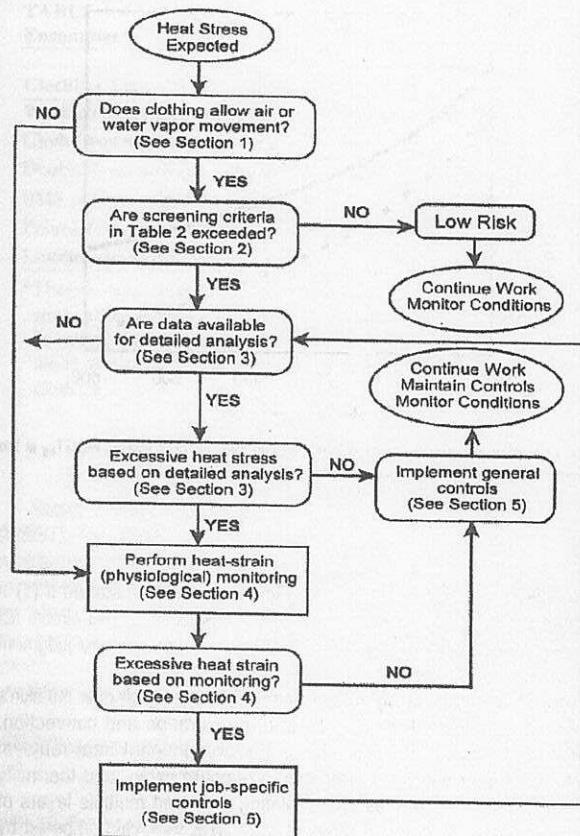 Heat Stress
Expected
NO
Does clothing allow air or
water vapor movement?
(See Section 1)
YES
Are screening criteria
in Table 2 exceeded?
(See Section 2)
NO
Low Risk
YES
Continue Work
Monitor Conditions
NO
Are data available
for detailed analysis?
(See Section 3)
Continue Work
Maintain Controls
Monitor Conditions
YES
Excessive heat stress
based on detailed analysis?
(See Section 3)
NO
Implement general
controls
(See Section 5)
YES
Perform heat-strain
(physiological) monitoring
(See Section 4)
Excessive heat strain
based on monitoring?
(See Section 4)
NO
YES
Implement job-specific
controls
(See Section 5)